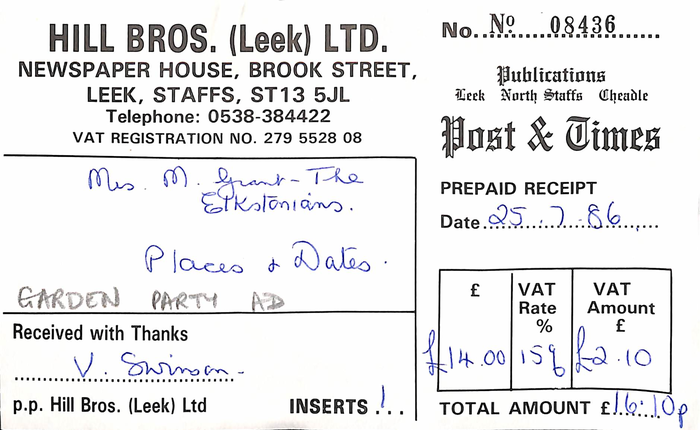 HILL BROS. (Leek) LTD.
NEWSPAPER HOUSE, BROOK STREET,
LEEK, STAFFS, ST13 5JL
Telephone: 0538-384422
VAT REGISTRATION NO. 279 5528 08
Mrs. M. Grant - The
Elkstonians.
Places & Dates.
GARDEN PARTY AD
Received with Thanks
V. Swinson
p.p. Hill Bros. (Leek) Ltd
INSERTS 1
No. No 08436
Publications
Leek North Staffs Cheadle
Post & Times
PREPAID RECEIPT
Date 25.7.86
£ VAT Rate % VAT Amount £
£14.00 15% £2.10
TOTAL AMOUNT £16.10p